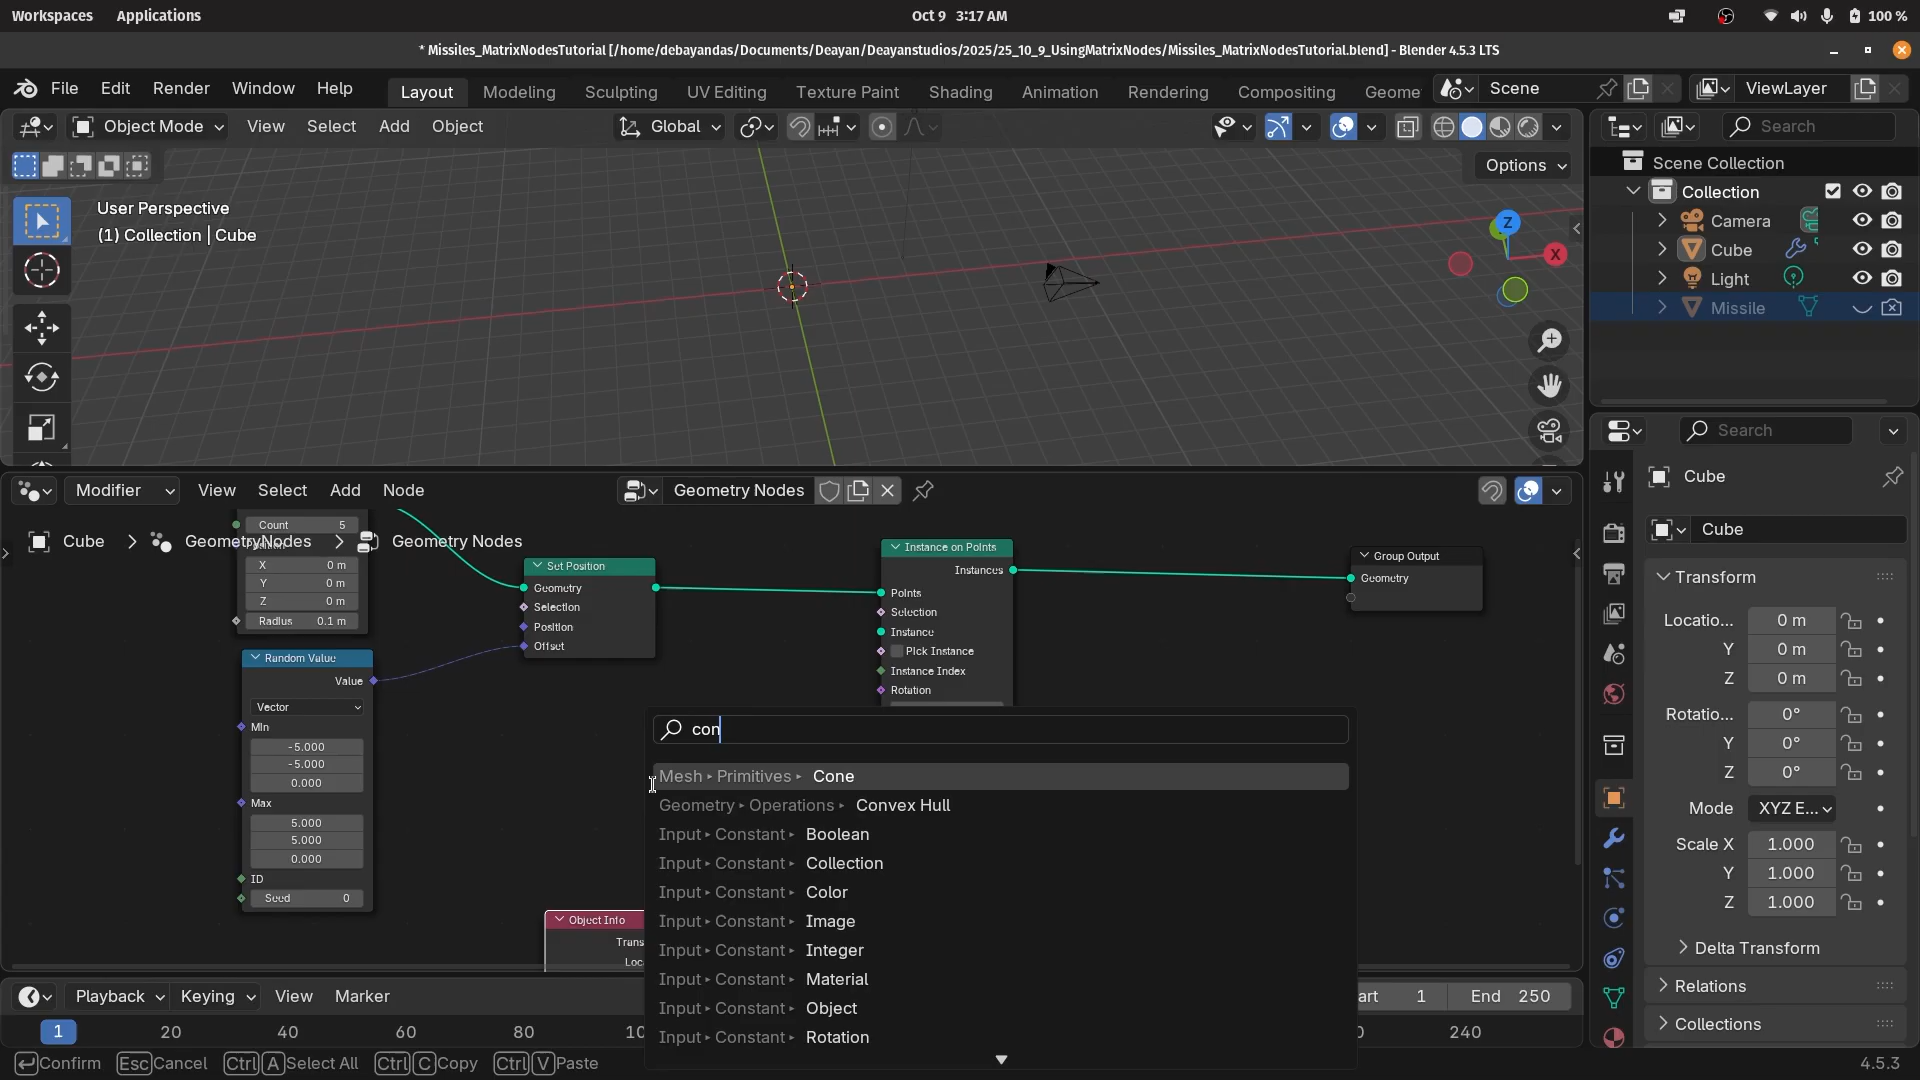 Workspaces Applications Oct 9 3:17 AM 100 %
* Missiles_MatrixNodesTutorial [/home/debayandas/Documents/Deayan/Deayanstudios/2025/25_10_9_UsingMatrixNodes/Missiles_MatrixNodesTutorial.blend] - Blender 4.5.3 LTS
File Edit Render Window Help Layout Modeling Sculpting UV Editing Texture Paint Shading Animation Rendering Compositing Geome Scene ViewLayer
Object Mode View Select Add Object Global Search
Options
Scene Collection
Collection
User Perspective
(1) Collection | Cube
Z
X
Camera
Cube
Light
Missile
Search
Cube
Cube
Modifier View Select Add Node Geometry Nodes
Count 5
Cube > GeometryNodes > Geometry Nodes
X 0 m
Y 0 m
Z 0 m
Radius 0.1 m
Set Position
Geometry
Selection
Position
Offset
Instance on Points
Instances
Points
Selection
Instance
Pick Instance
Instance Index
Rotation
Group Output
Geometry
Random Value
Value
Vector
Min
-5.000
-5.000
0.000
Max
5.000
5.000
0.000
ID
Seed 0
Object Info
Trans
Loc
con
Mesh ▸ Primitives ▸ Cone
Geometry ▸ Operations ▸ Convex Hull
Input ▸ Constant ▸ Boolean
Input ▸ Constant ▸ Collection
Input ▸ Constant ▸ Color
Input ▸ Constant ▸ Image
Input ▸ Constant ▸ Integer
Input ▸ Constant ▸ Material
Input ▸ Constant ▸ Object
Input ▸ Constant ▸ Rotation
Transform
Locatio... 0 m
Y 0 m
Z 0 m
Rotatio... 0°
Y 0°
Z 0°
Mode XYZ E...
Scale X 1.000
Y 1.000
Z 1.000
Delta Transform
Relations
Collections
Playback Keying View Marker art 1 End 250
1 20 40 60 80 10 0 240
Confirm Esc Cancel Ctrl A Select All Ctrl C Copy Ctrl V Paste 4.5.3